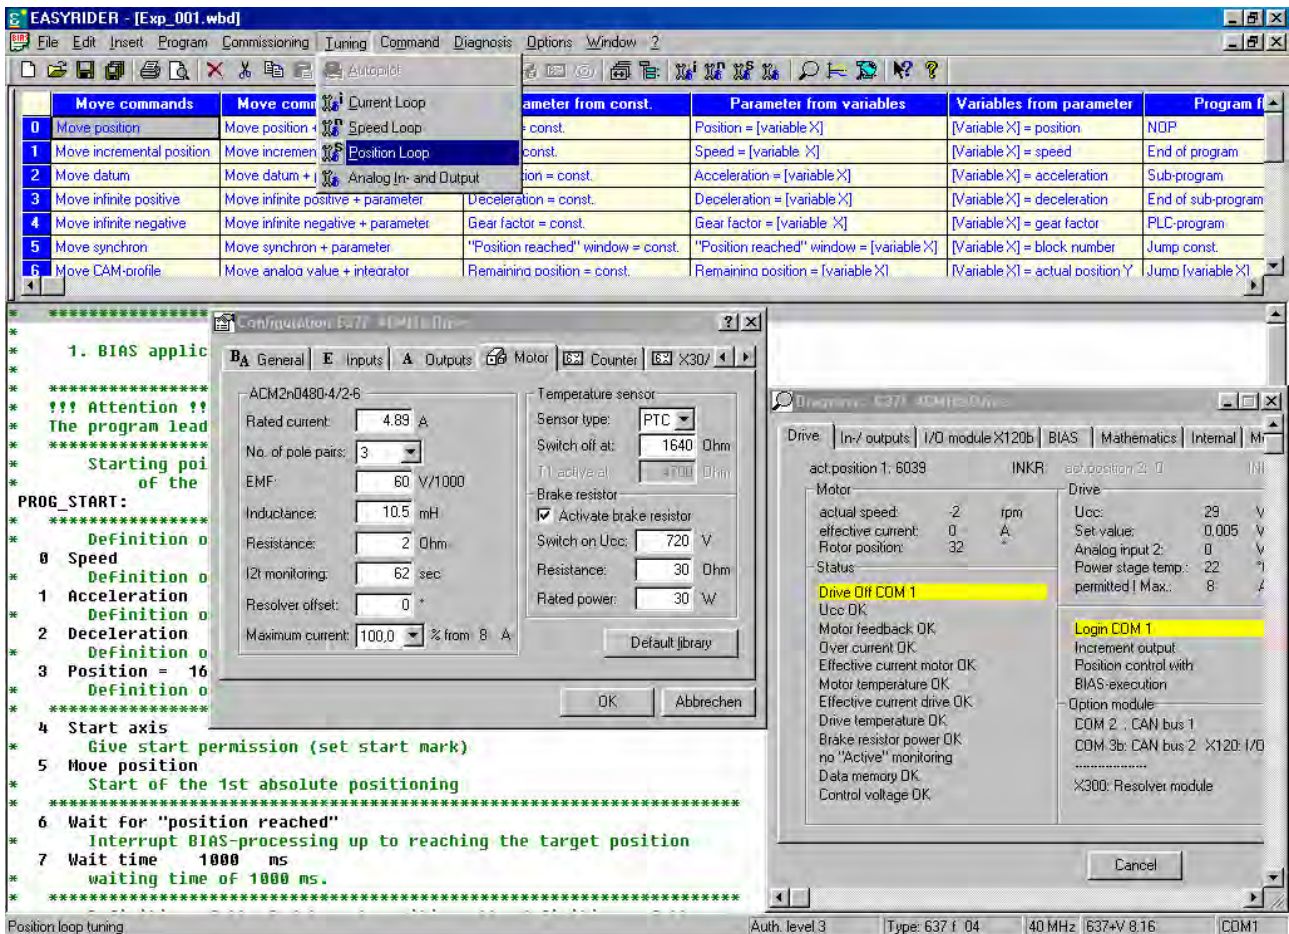 EASYRIDER - [Exp_001.wbd]
File Edit Insert Program Commissioning Tuning Command Diagnosis Options Window ?
Autopilot
Current Loop
Speed Loop
Position Loop
Analog In- and Output
Move commands Move com ameter from const. Parameter from variables Variables from parameter Program f
0 Move position Move position + = const. Position = [variable X] [Variable X] = position NOP
1 Move incremental position Move incremen const. Speed = [variable X] [Variable X] = speed End of program
2 Move datum Move datum + tion = const. Acceleration = [variable X] [Variable X] = acceleration Sub-program
3 Move infinite positive Move infinite positive + parameter Deceleration = const. Deceleration = [variable X] [Variable X] = deceleration End of sub-program
4 Move infinite negative Move infinite negative + parameter Gear factor = const. Gear factor = [variable X] [Variable X] = gear factor PLC-program
5 Move synchron Move synchron + parameter "Position reached" window = const. "Position reached" window = [variable X] [Variable X] = block number Jump const.
6 Move CAM-profile Move analog value + integrator Remaining position = const. Remaining position = [variable X] [Variable X] = actual position Y Jump [variable X]
* ******************
*
* 1. BIAS applic
*
* ******************
* !!! Attention !!
* The program lead
* ******************
* Starting poi
* of the
PROG_START:
* ******************
* Definition o
0 Speed
* Definition o
1 Acceleration
* Definition o
2 Deceleration
* Definition o
3 Position = 16
* Definition o
* ******************
4 Start axis
* Give start permission (set start mark)
5 Move position
* Start of the 1st absolute positioning
* ***********************************************************************
6 Wait for "position reached"
* Interrupt BIAS-processing up to reaching the target position
7 Wait time 1000 ms
* waiting time of 1000 ms.
* ***********************************************************************
General Inputs Outputs Motor Counter X30/
ACM2n0480-4/2-6
Rated current: 4.89 A
No. of pole pairs: 3
EMF: 60 V/1000
Inductance: 10.5 mH
Resistance: 2 Ohm
I2t monitoring: 62 sec
Resolver offset: 0 °
Maximum current: 100,0 % from 8 A
Temperature sensor
Sensor type: PTC
Switch off at: 1640 Ohm
T1 active at 4700 Ohm
Brake resistor
Activate brake resistor
Switch on Ucc: 720 V
Resistance: 30 Ohm
Rated power: 30 W
Default library
OK Abbrechen
Drive In-/ outputs I/O module X120b BIAS Mathematics Internal
act.position 1: 6039 INKR act.position 2: 0
Motor
actual speed: -2 rpm
effective current: 0 A
Rotor position: 32 °
Status
Drive Off COM 1
Ucc OK
Motor feedback OK
Over current OK
Effective current motor OK
Motor temperature OK
Effective current drive OK
Drive temperature OK
Brake resistor power OK
no "Active" monitoring
Data memory OK
Control voltage OK
Drive
Ucc: 29 V
Set value: 0.005 V
Analog input 2: 0 V
Power stage temp.: 22
permitted I Max.: 8
Login COM 1
Increment output
Position control with
BIAS-execution
Option module
COM 2 : CAN bus 1
COM 3b: CAN bus 2 X120: I/O
------------------
X300: Resolver module
Cancel
Position loop tuning Auth. level 3 Type: 637 f 04 40 MHz 637+V 8.16 COM1